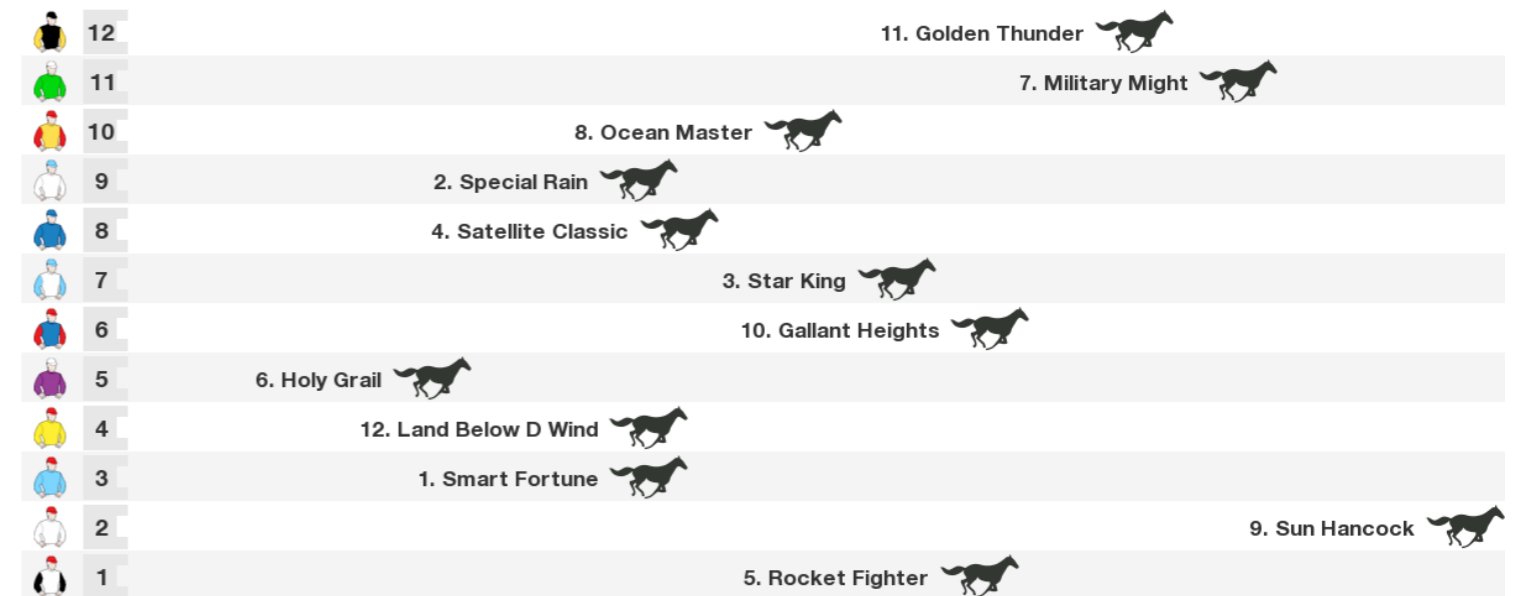 12 11. Golden Thunder
11 7. Military Might
10 8. Ocean Master
9 2. Special Rain
8 4. Satellite Classic
7 3. Star King
6 10. Gallant Heights
5 6. Holy Grail
4 12. Land Below D Wind
3 1. Smart Fortune
2 9. Sun Hancock
1 5. Rocket Fighter